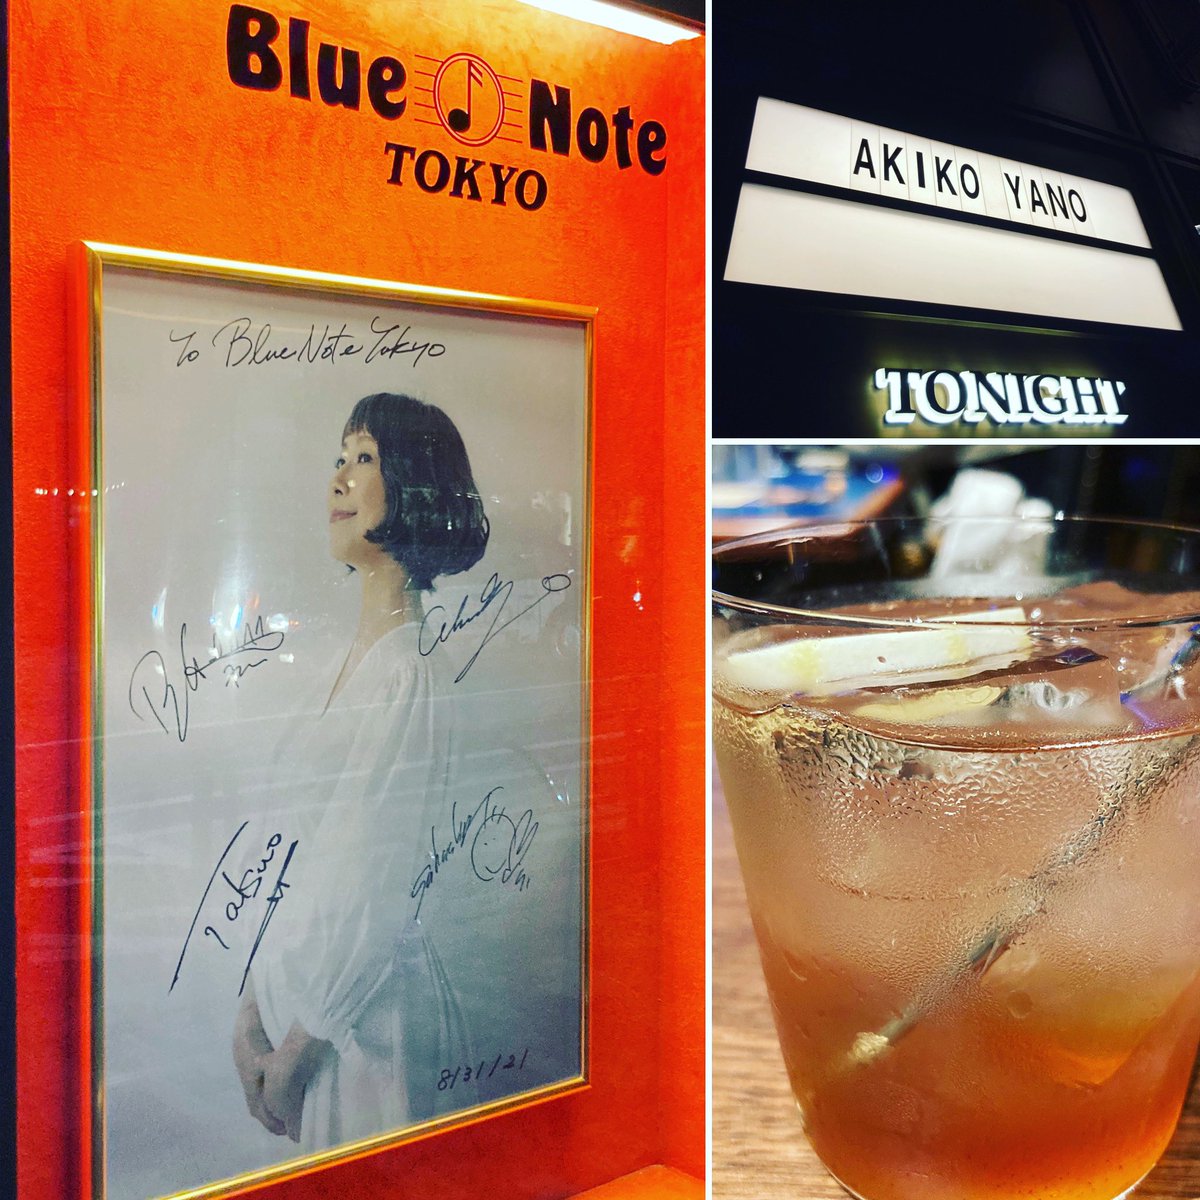 Blue Note
TOKYO
To Blue Note Tokyo
Tatsuo
8/31/21
AKIKO YANO
TONIGHT